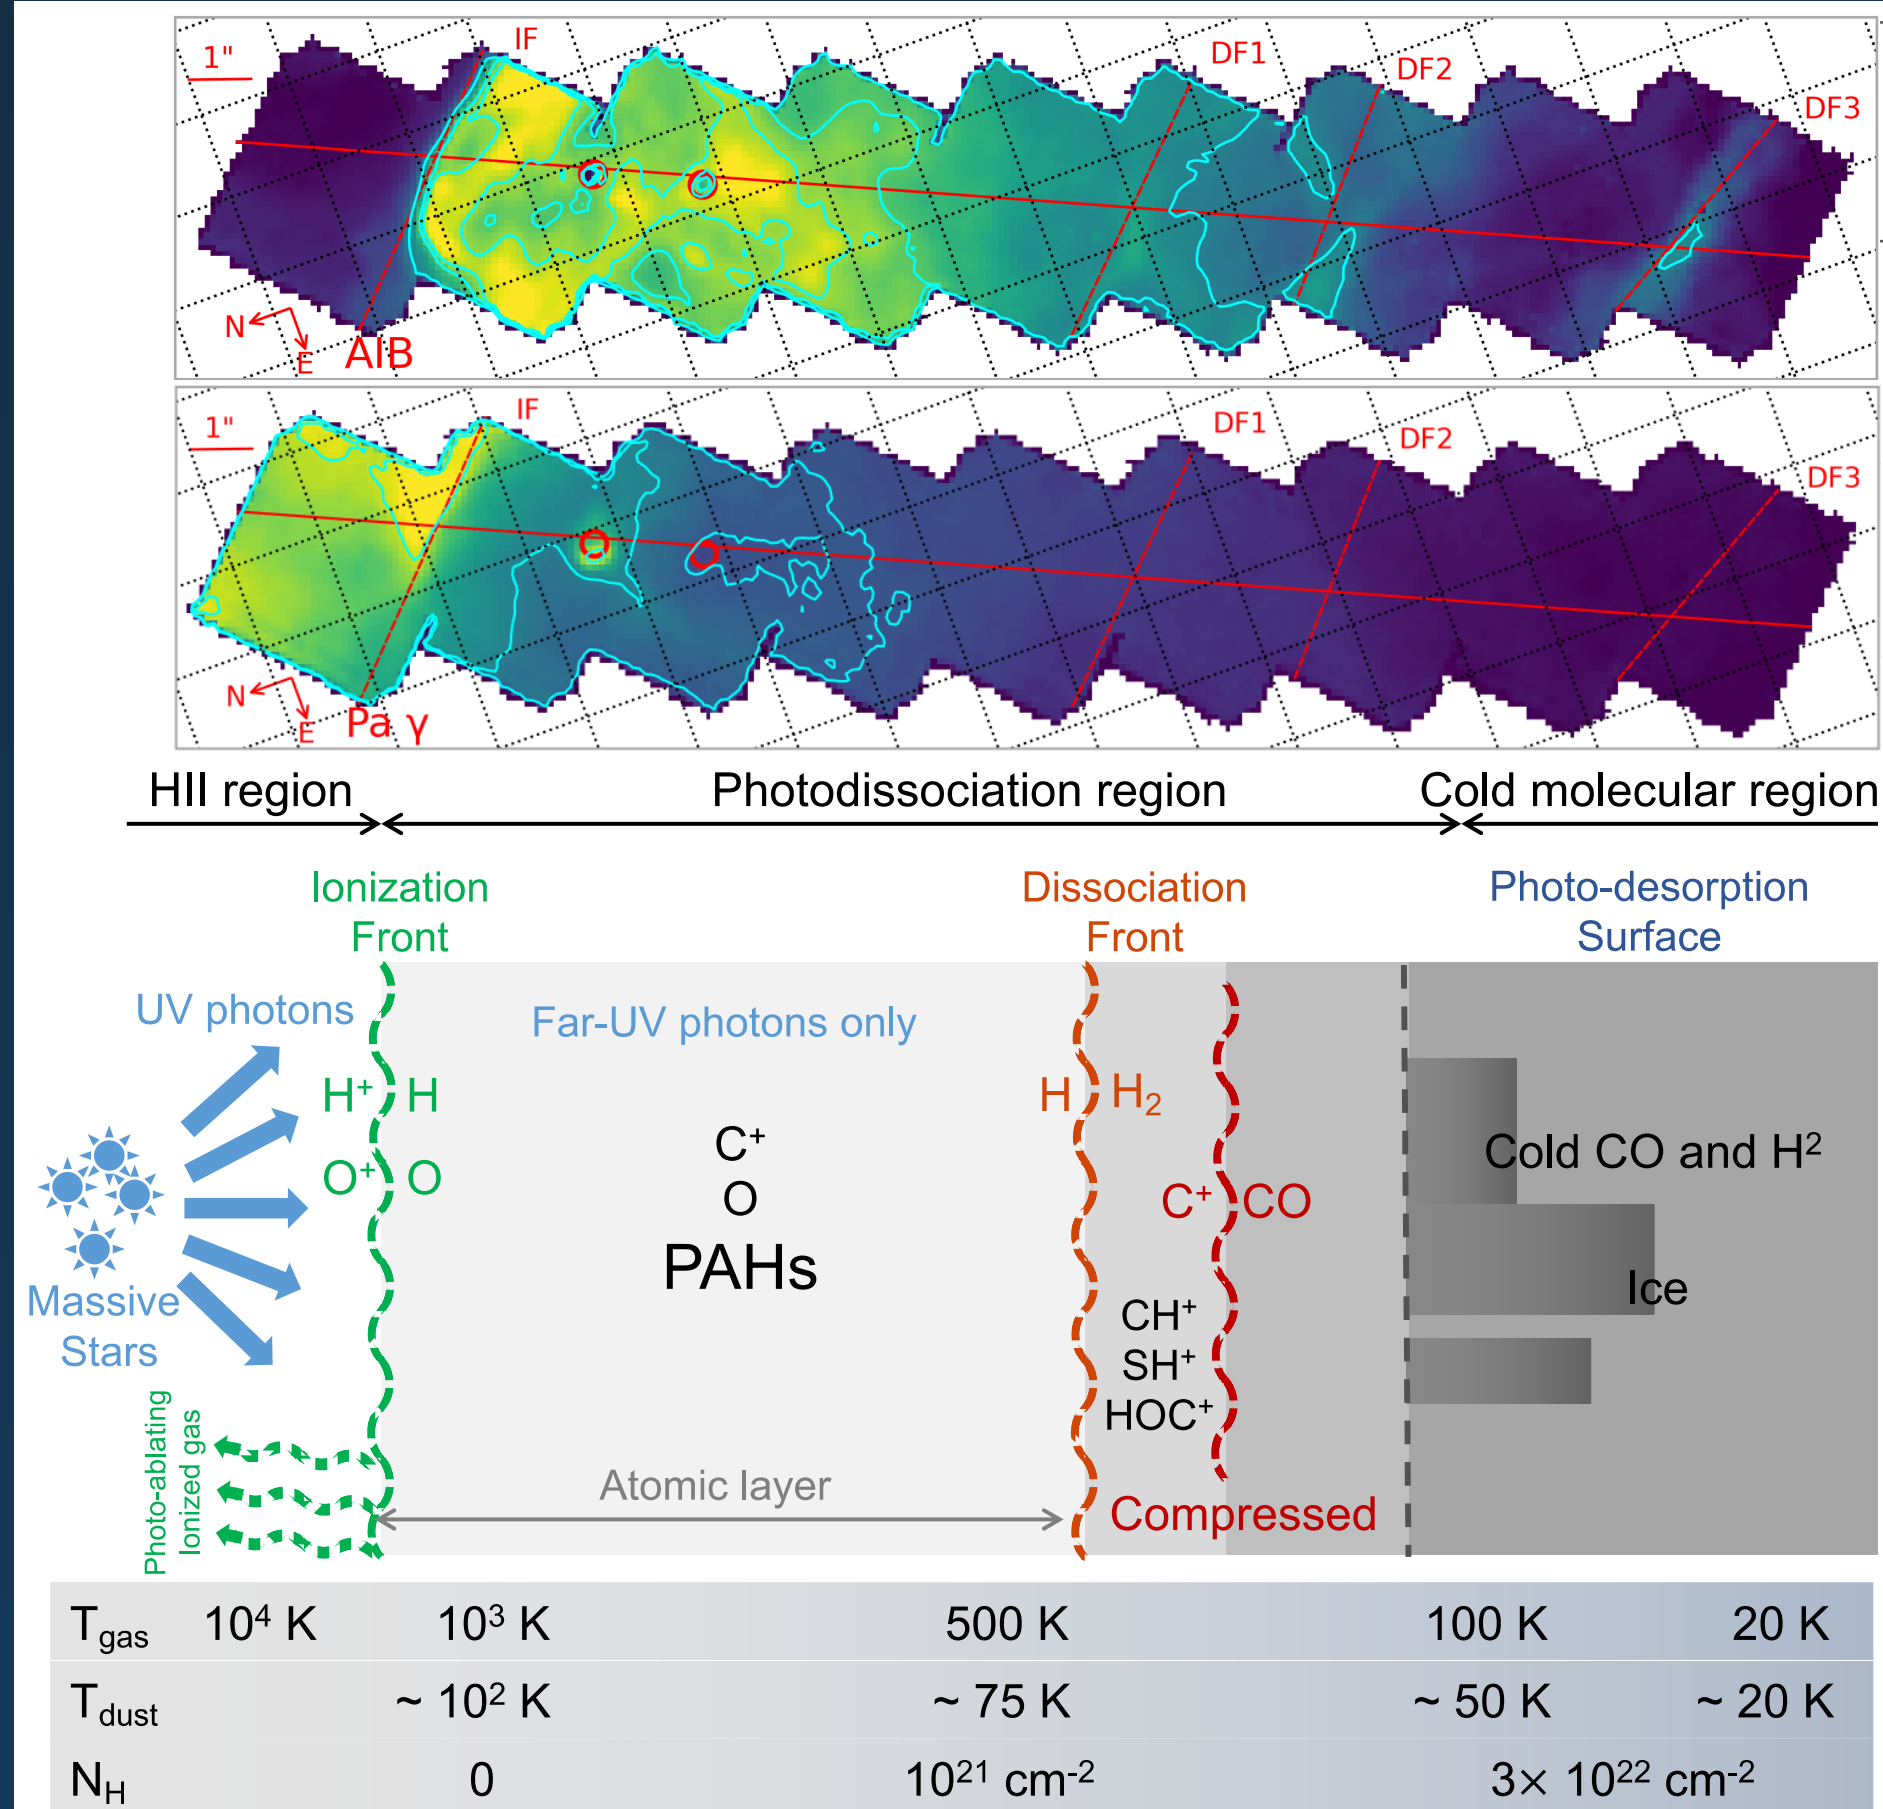 1"
IF
DF1
DF2
DF3
N
E
AIB
1"
IF
DF1
DF2
DF3
N
E
Pa γ
HII region
Photodissociation region
Cold molecular region
Ionization
Front
Dissociation
Front
Photo-desorption
Surface
UV photons
Far-UV photons only
H⁺ H
H H₂
O⁺ O
C⁺
O
PAHs
C⁺ CO
Cold CO and H²
Ice
Massive
Stars
CH⁺
SH⁺
HOC⁺
Photo-ablating
Ionized gas
Atomic layer
Compressed
T_gas 10⁴ K 10³ K 500 K 100 K 20 K
T_dust ~ 10² K ~ 75 K ~ 50 K ~ 20 K
N_H 0 10²¹ cm⁻² 3× 10²² cm⁻²